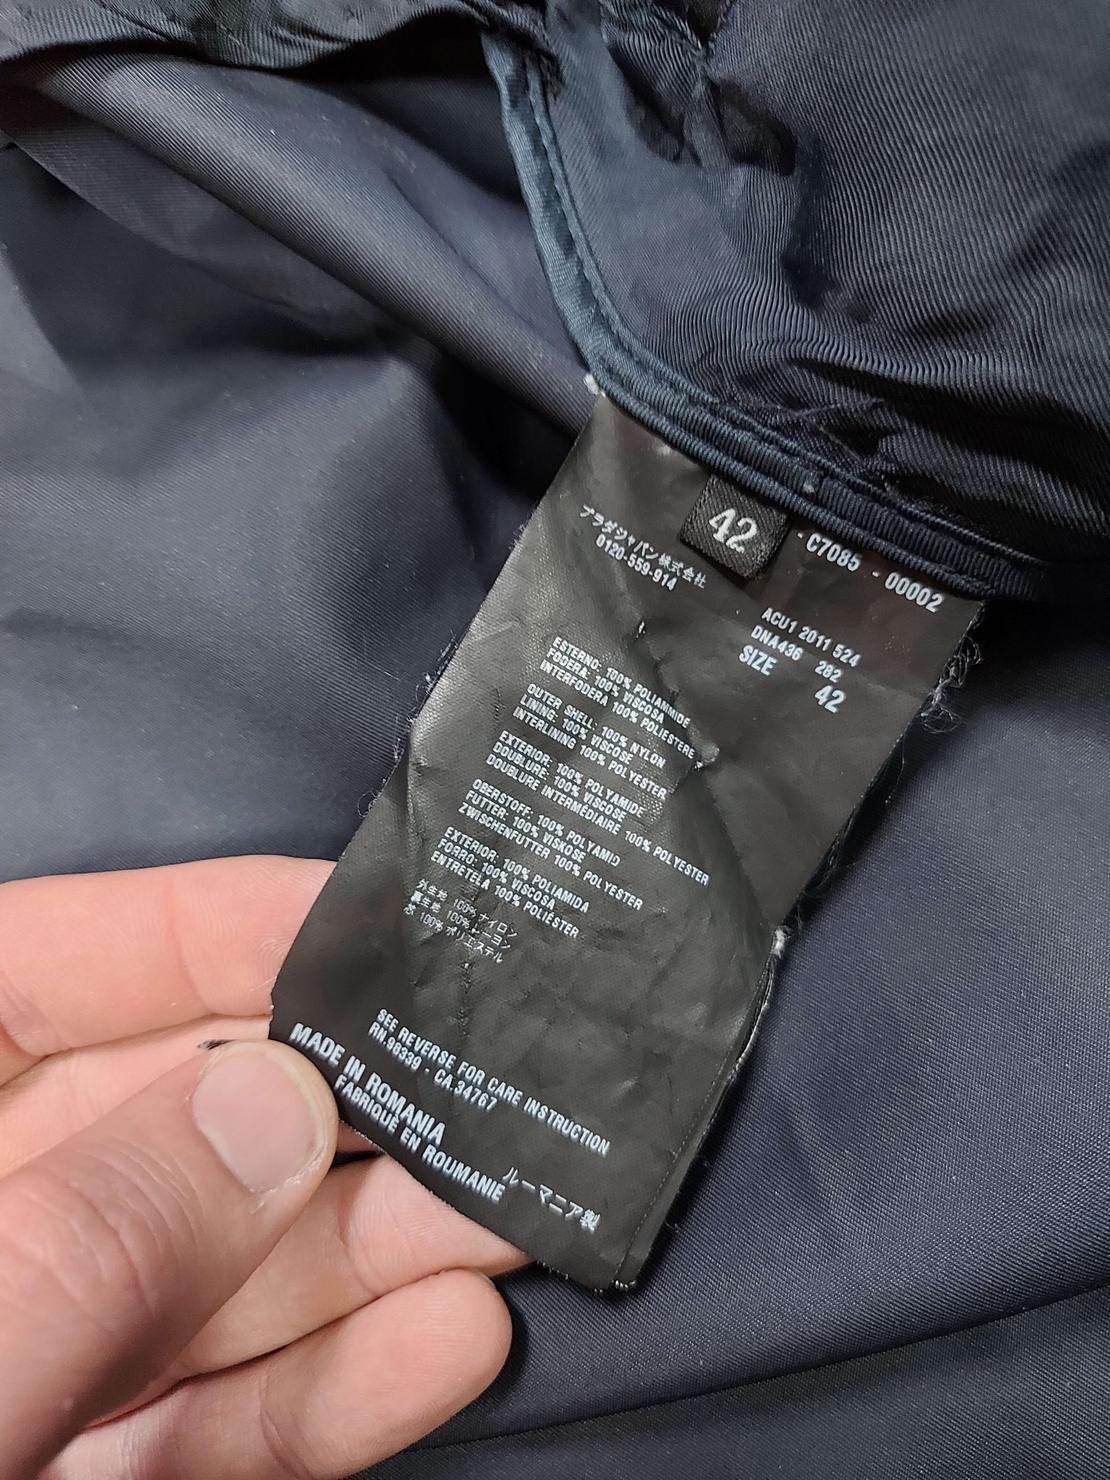 42
プラダジャパン株式会社
0120-559-914
-C7085 - 00002
ACU1 2011 524
DNA436 282
SIZE 42
ESTERNO: 100% POLIAMMIDE
FODERA: 100% VISCOSA
INTERFODERA 100% POLIESTERE
OUTER SHELL: 100% NYLON
LINING: 100% VISCOSE
INTERLINING 100% POLYESTER
EXTERIOR: 100% POLYAMIDE
DOUBLURE: 100% VISCOSE
DOUBLURE INTERMÉDIAIRE 100% POLYESTER
OBERSTOFF: 100% POLYAMID
FUTTER: 100% VISKOSE
ZWISCHENFUTTER 100% POLYESTER
EXTERIOR: 100% POLIAMIDA
FORRO: 100% VISCOSA
ENTRETELA 100% POLIÉSTER
外生地 100% ナイロン
裏生地 100% レーヨン
芯 100% ポリエステル
SEE REVERSE FOR CARE INSTRUCTION
RN.98339 - CA.34767
MADE IN ROMANIA
FABRIQUÉ EN ROUMANIE
ルーマニア製